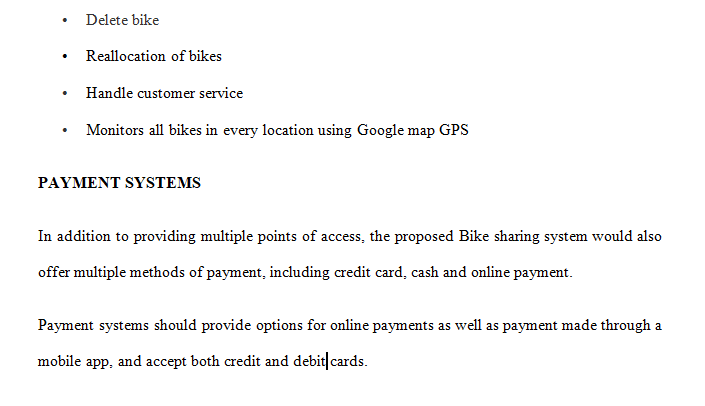 • Delete bike
• Reallocation of bikes
• Handle customer service
• Monitors all bikes in every location using Google map GPS
PAYMENT SYSTEMS
In addition to providing multiple points of access, the proposed Bike sharing system would also
offer multiple methods of payment, including credit card, cash and online payment.
Payment systems should provide options for online payments as well as payment made through a
mobile app, and accept both credit and debit cards.